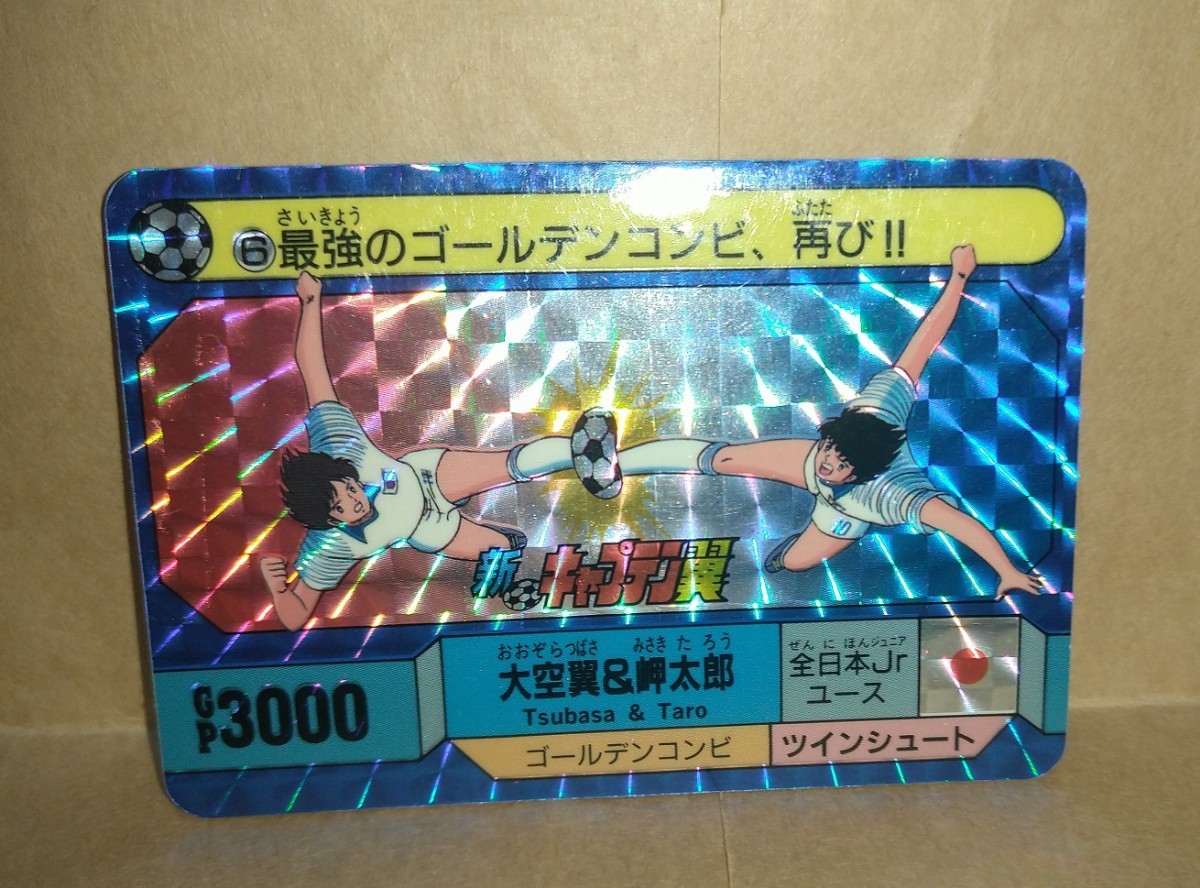 さいきょう ふたた
⑥最強のゴールデンコンビ、再び!!
新キャプテン翼
GP3000
おおぞらつばさ みさきたろう
大空翼&岬太郎
Tsubasa & Taro
ぜんにほんジュニア
全日本Jr
ユース
ゴールデンコンビ
ツインシュート